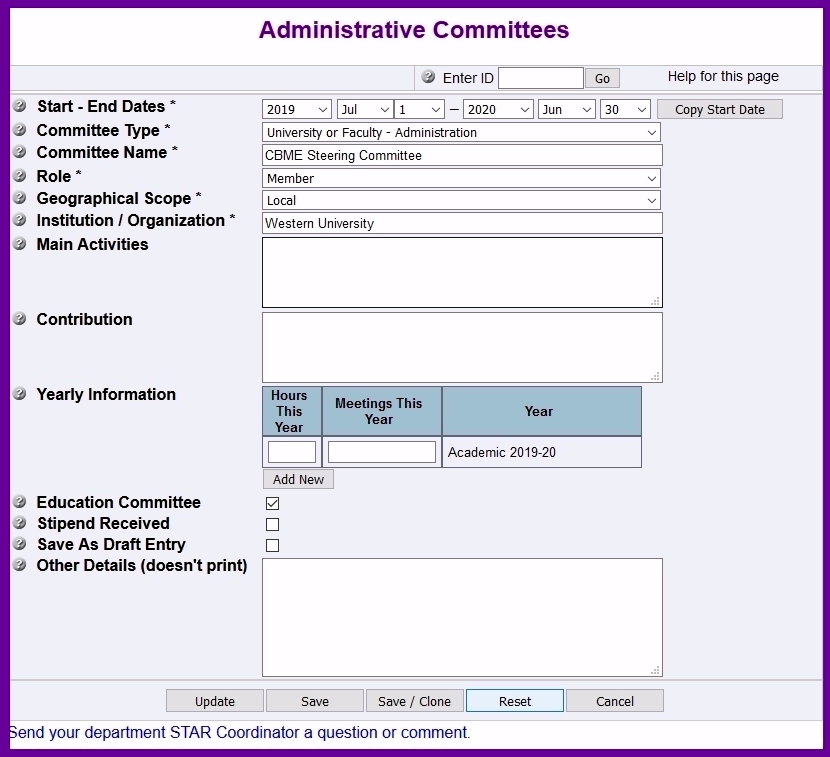 Administrative Committees
Enter ID Go Help for this page
Start - End Dates * 2019 Jul 1 – 2020 Jun 30 Copy Start Date
Committee Type * University or Faculty - Administration
Committee Name * CBME Steering Committee
Role * Member
Geographical Scope * Local
Institution / Organization * Western University
Main Activities
Contribution
Yearly Information
Hours This Year Meetings This Year Year
Academic 2019-20
Add New
Education Committee
Stipend Received
Save As Draft Entry
Other Details (doesn't print)
Update Save Save / Clone Reset Cancel
Send your department STAR Coordinator a question or comment.